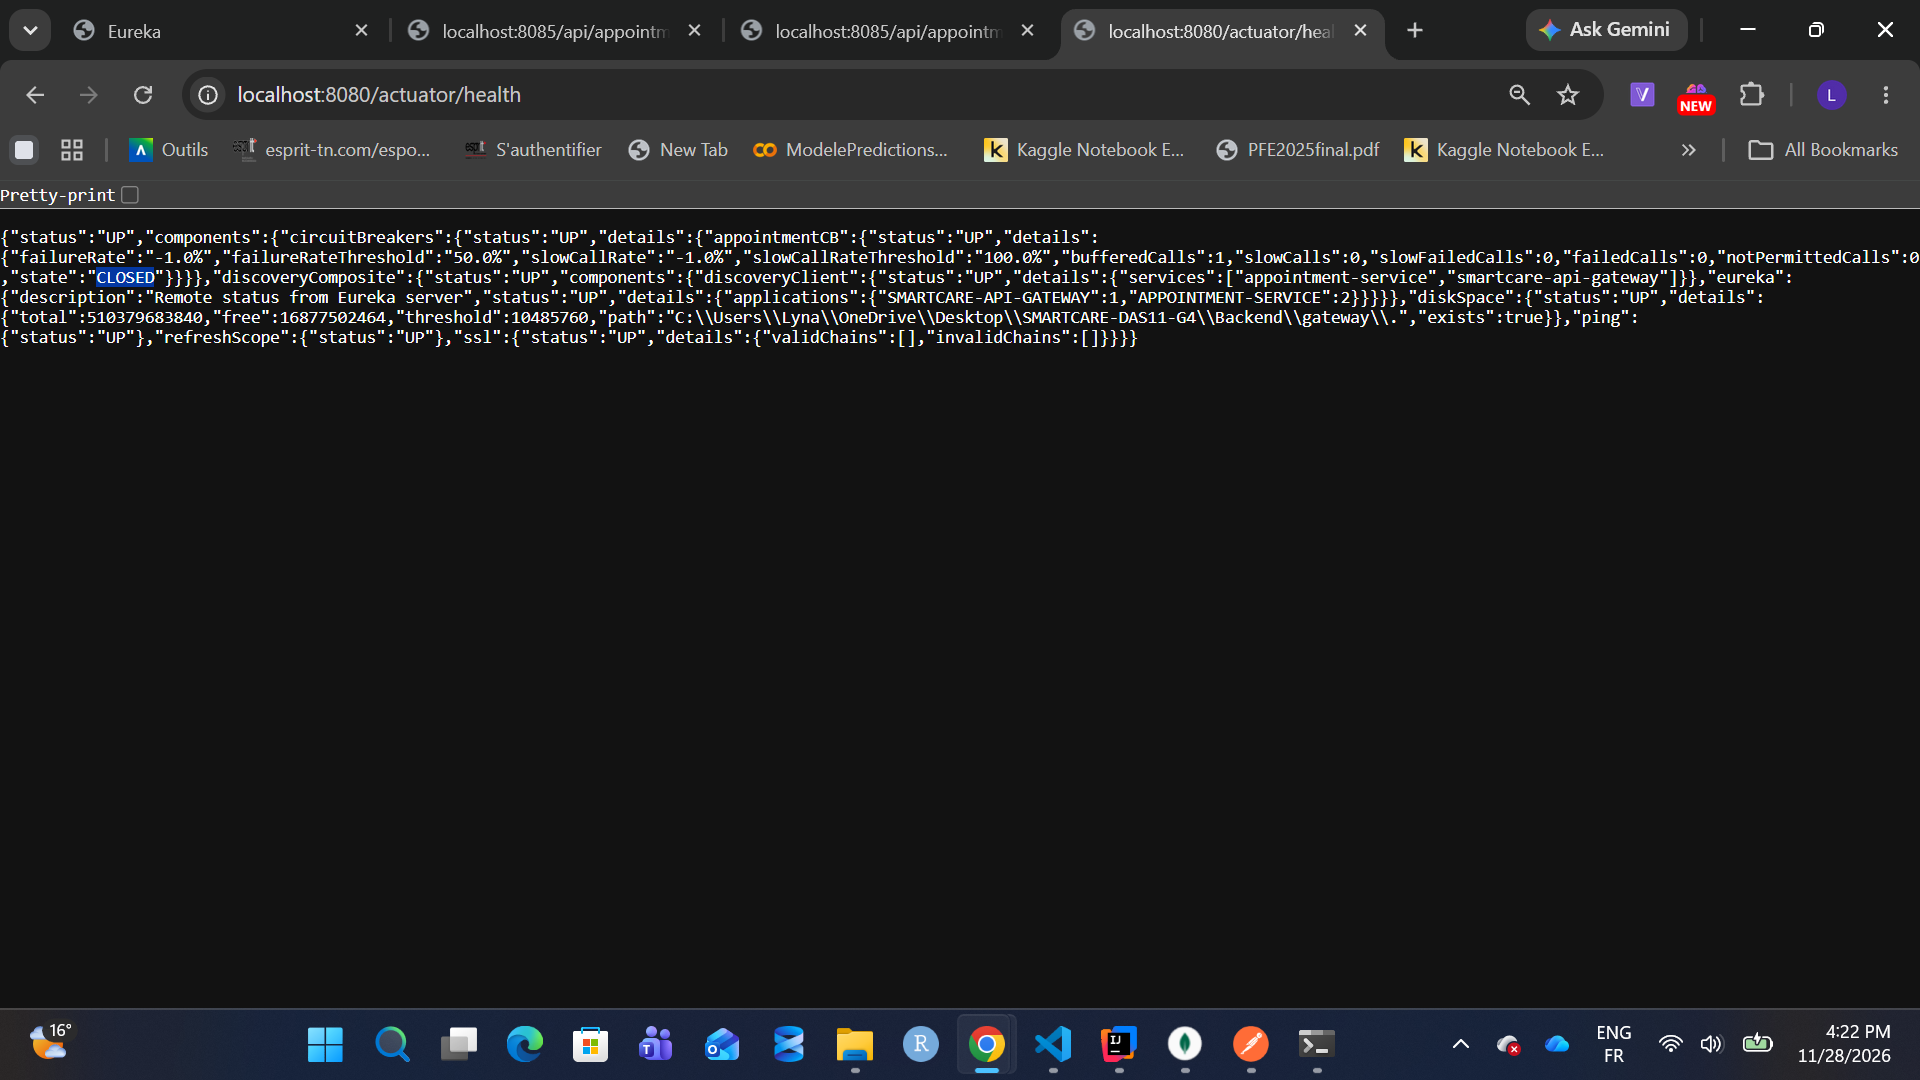 Eureka
localhost:8085/api/appointm
localhost:8085/api/appointm
localhost:8080/actuator/heal
Ask Gemini
localhost:8080/actuator/health
V
NEW
L
Outils
esprit-tn.com/espo...
S'authentifier
New Tab
ModelePredictions...
Kaggle Notebook E...
PFE2025final.pdf
Kaggle Notebook E...
All Bookmarks
Pretty-print
{"status":"UP","components":{"circuitBreakers":{"status":"UP","details":{"appointmentCB":{"status":"UP","details":
{"failureRate":"-1.0%","failureRateThreshold":"50.0%","slowCallRate":"-1.0%","slowCallRateThreshold":"100.0%","bufferedCalls":1,"slowCalls":0,"slowFailedCalls":0,"failedCalls":0,"notPermittedCalls":0
,"state":"CLOSED"}}}},"discoveryComposite":{"status":"UP","components":{"discoveryClient":{"status":"UP","details":{"services":["appointment-service","smartcare-api-gateway"]}},"eureka":
{"description":"Remote status from Eureka server","status":"UP","details":{"applications":{"SMARTCARE-API-GATEWAY":1,"APPOINTMENT-SERVICE":2}}}}},"diskSpace":{"status":"UP","details":
{"total":510379683840,"free":16877502464,"threshold":10485760,"path":"C:\\Users\\Lyna\\OneDrive\\Desktop\\SMARTCARE-DAS11-G4\\Backend\\gateway\\.","exists":true}},"ping":
{"status":"UP"},"refreshScope":{"status":"UP"},"ssl":{"status":"UP","details":{"validChains":[],"invalidChains":[]}}}}
16°
ENG
FR
4:22 PM
11/28/2026